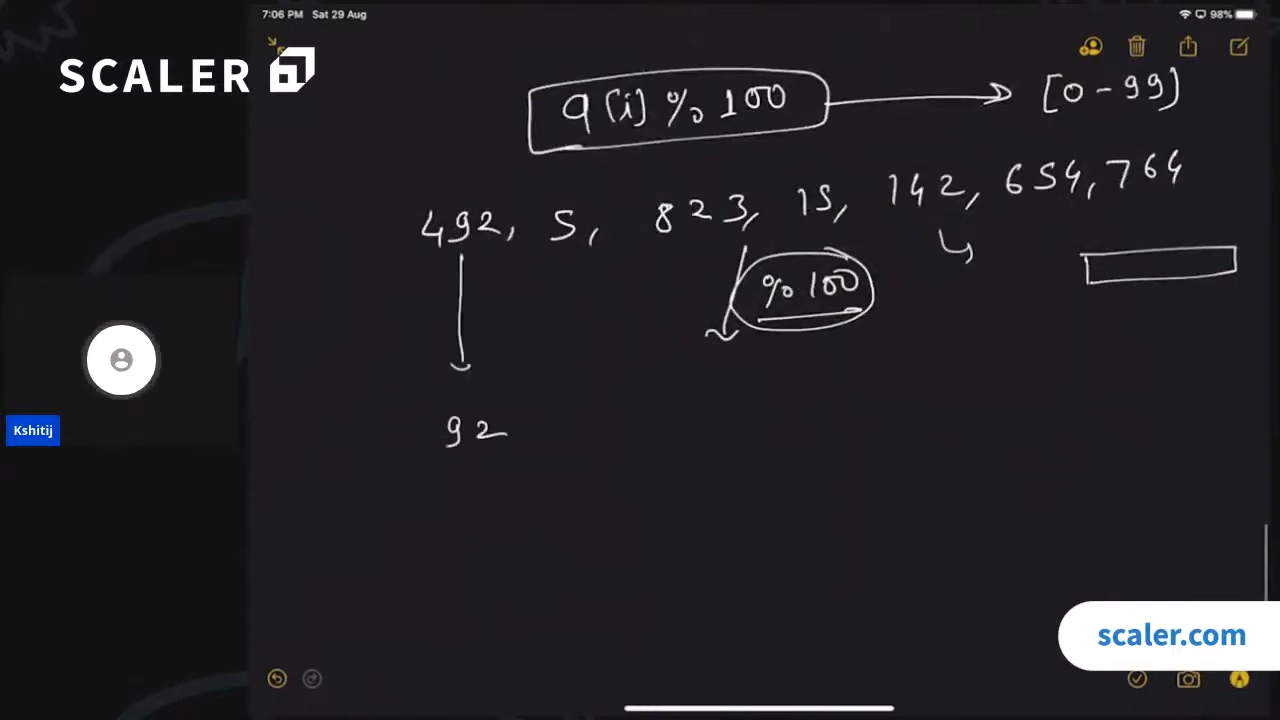 7:06 PM Sat 29 Aug
98%
SCALER
a[i] % 100 → [0 - 99]
492, 5, 823, 15, 142, 654, 764
% 100
92
Kshitij
scaler.com